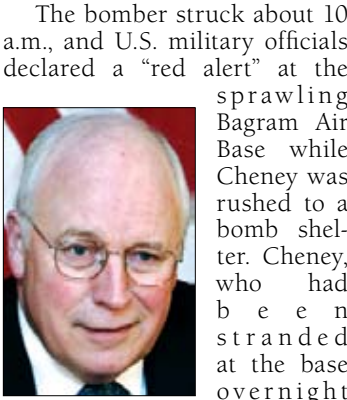 The bomber struck about 10
a.m., and U.S. military officials
declared a “red alert” at the
sprawling
Bagram Air
Base while
Cheney was
rushed to a
bomb shel-
ter. Cheney,
who had
been
stranded
at the base
overnight